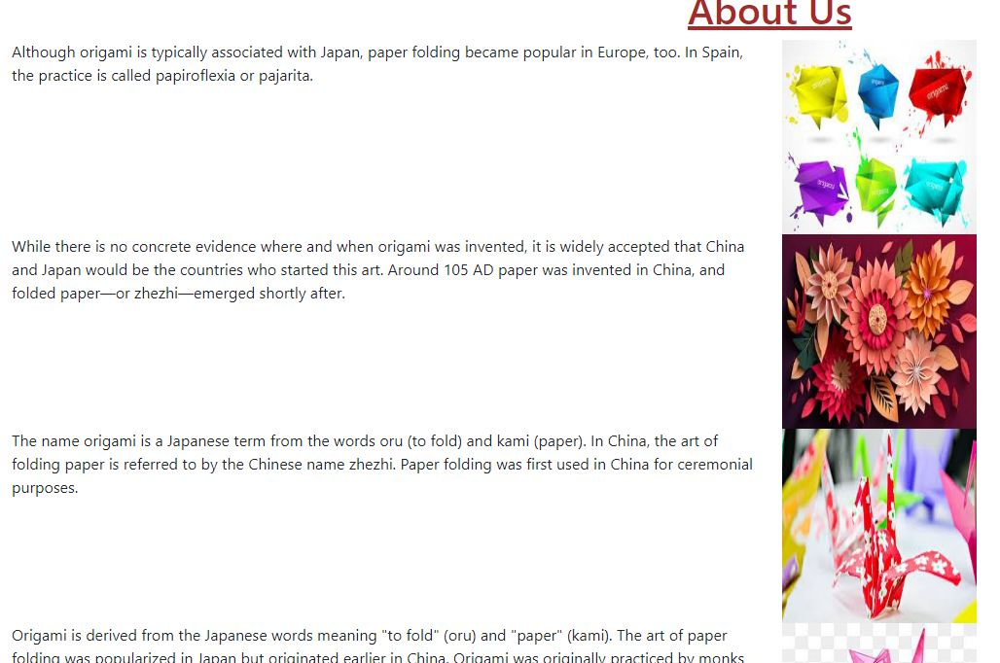 About Us
Although origami is typically associated with Japan, paper folding became popular in Europe, too. In Spain,
the practice is called papiroflexia or pajarita.
origami
origami
origami
origami
origami
origami
While there is no concrete evidence where and when origami was invented, it is widely accepted that China
and Japan would be the countries who started this art. Around 105 AD paper was invented in China, and
folded paper—or zhezhi—emerged shortly after.
The name origami is a Japanese term from the words oru (to fold) and kami (paper). In China, the art of
folding paper is referred to by the Chinese name zhezhi. Paper folding was first used in China for ceremonial
purposes.
Origami is derived from the Japanese words meaning "to fold" (oru) and "paper" (kami). The art of paper
folding was popularized in Japan but originated earlier in China. Origami was originally practiced by monks